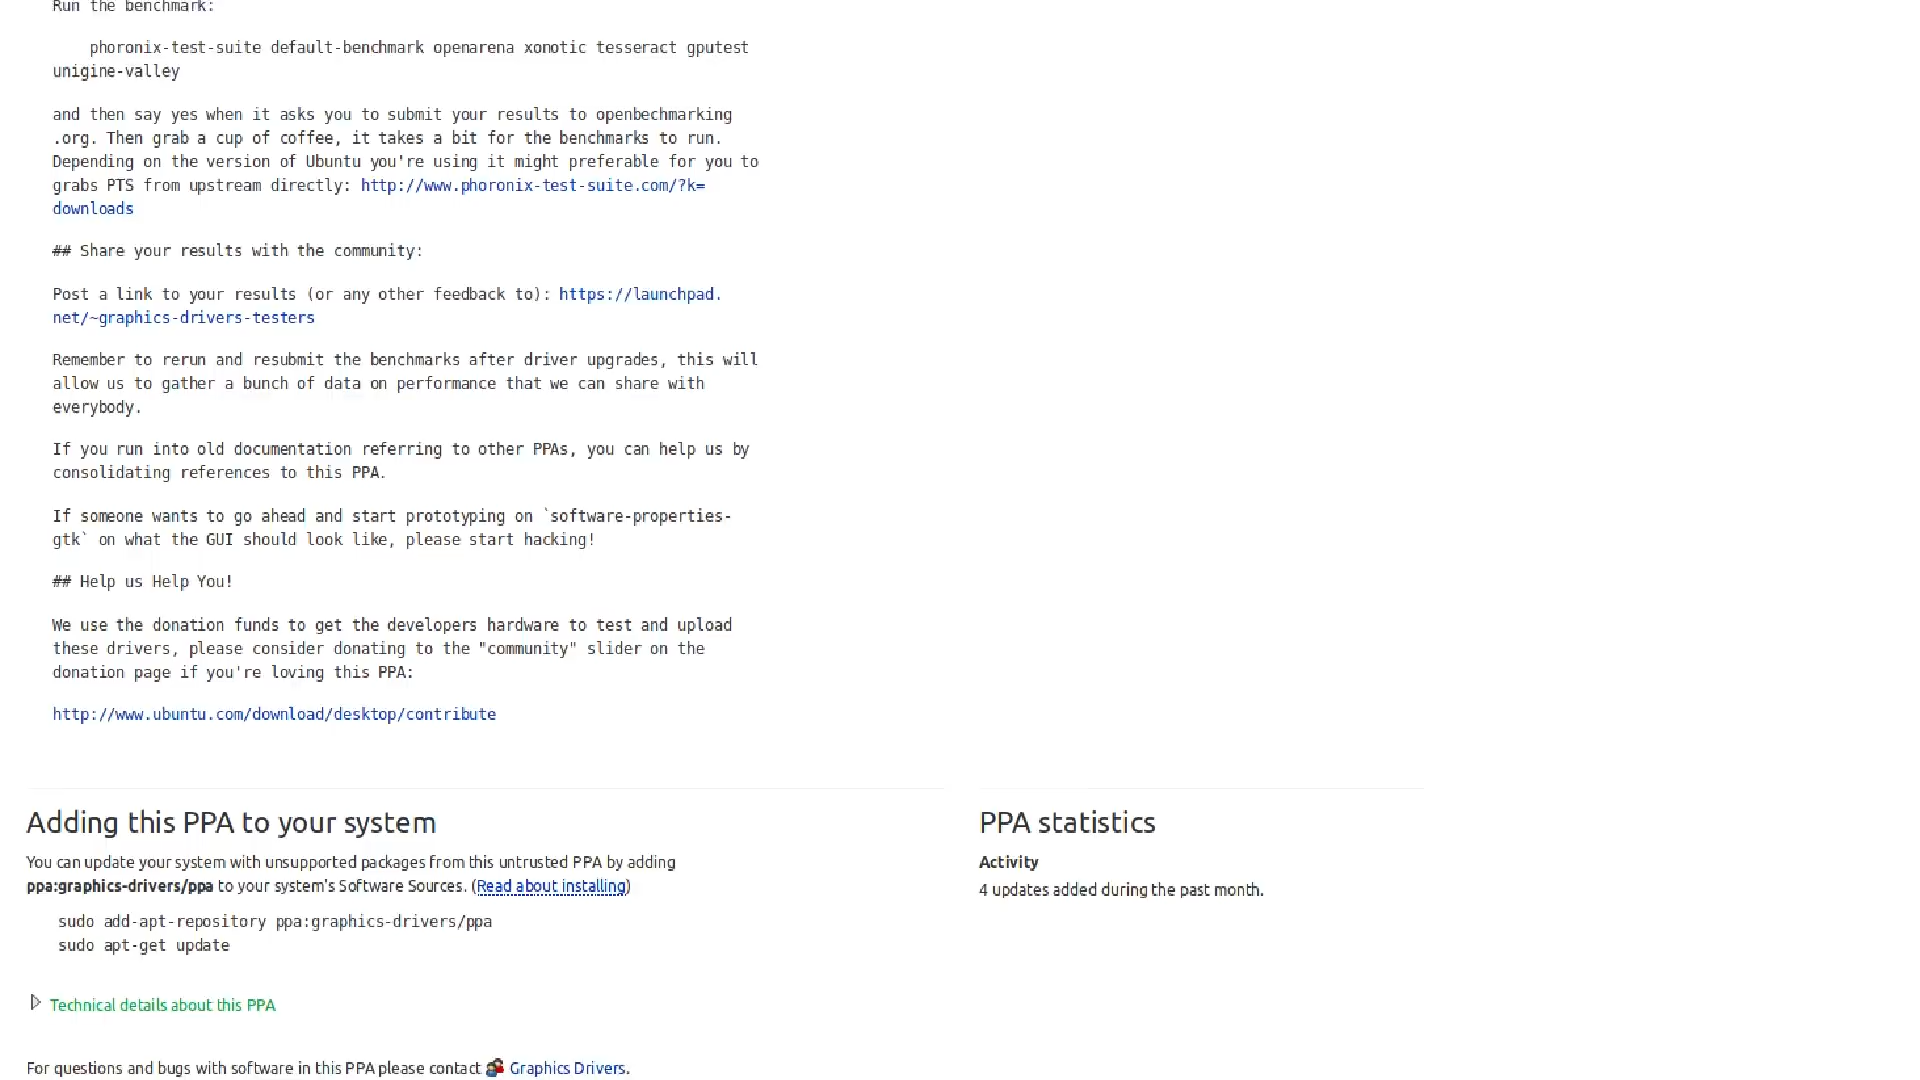 Run the benchmark:
phoronix-test-suite default-benchmark openarena xonotic tesseract gputest
unigine-valley
and then say yes when it asks you to submit your results to openbechmarking
.org. Then grab a cup of coffee, it takes a bit for the benchmarks to run.
Depending on the version of Ubuntu you're using it might preferable for you to
grabs PTS from upstream directly: http://www.phoronix-test-suite.com/?k=
downloads
## Share your results with the community:
Post a link to your results (or any other feedback to): https://launchpad.
net/~graphics-drivers-testers
Remember to rerun and resubmit the benchmarks after driver upgrades, this will
allow us to gather a bunch of data on performance that we can share with
everybody.
If you run into old documentation referring to other PPAs, you can help us by
consolidating references to this PPA.
If someone wants to go ahead and start prototyping on `software-properties-
gtk` on what the GUI should look like, please start hacking!
## Help us Help You!
We use the donation funds to get the developers hardware to test and upload
these drivers, please consider donating to the "community" slider on the
donation page if you're loving this PPA:
http://www.ubuntu.com/download/desktop/contribute
Adding this PPA to your system
You can update your system with unsupported packages from this untrusted PPA by adding
ppa:graphics-drivers/ppa to your system's Software Sources. (Read about installing)
sudo add-apt-repository ppa:graphics-drivers/ppa
sudo apt-get update
Technical details about this PPA
For questions and bugs with software in this PPA please contact Graphics Drivers.
PPA statistics
Activity
4 updates added during the past month.